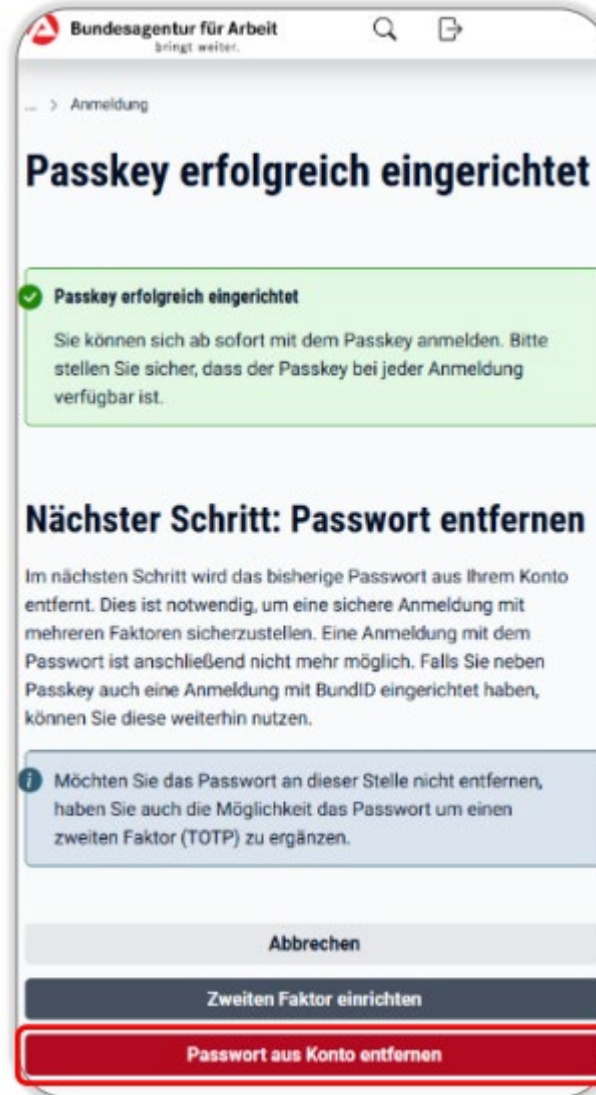 Bundesagentur für Arbeit
bringt weiter.
... > Anmeldung
Passkey erfolgreich eingerichtet
Passkey erfolgreich eingerichtet
Sie können sich ab sofort mit dem Passkey anmelden. Bitte
stellen Sie sicher, dass der Passkey bei jeder Anmeldung
verfügbar ist.
Nächster Schritt: Passwort entfernen
Im nächsten Schritt wird das bisherige Passwort aus Ihrem Konto
entfernt. Dies ist notwendig, um eine sichere Anmeldung mit
mehreren Faktoren sicherzustellen. Eine Anmeldung mit dem
Passwort ist anschließend nicht mehr möglich. Falls Sie neben
Passkey auch eine Anmeldung mit BundID eingerichtet haben,
können Sie diese weiterhin nutzen.
Möchten Sie das Passwort an dieser Stelle nicht entfernen,
haben Sie auch die Möglichkeit das Passwort um einen
zweiten Faktor (TOTP) zu ergänzen.
Abbrechen
Zweiten Faktor einrichten
Passwort aus Konto entfernen